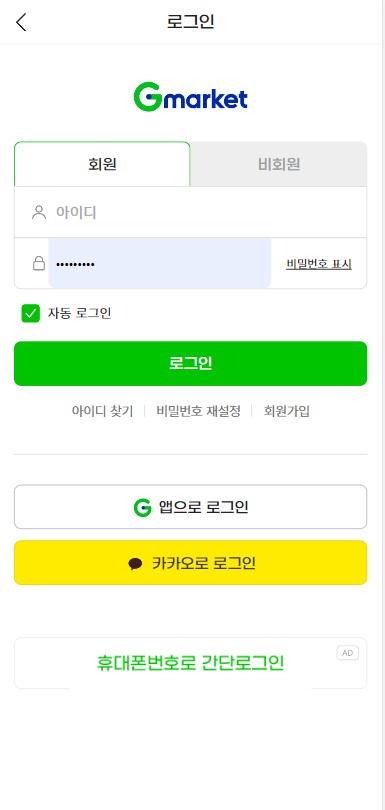 로그인
Gmarket
회원 비회원
아이디
•••••••••
비밀번호 표시
자동 로그인
로그인
아이디 찾기 비밀번호 재설정 회원가입
앱으로 로그인
카카오로 로그인
AD
휴대폰번호로 간단로그인